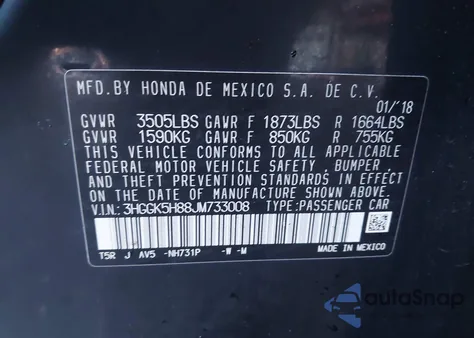 MFD.BY HONDA DE MEXICO S.A. DE C.V.
01/'18
GVWR 3505LBS GAWR F 1873LBS R 1664LBS
GVWR 1590KG GAWR F 850KG R 755KG
THIS VEHICLE CONFORMS TO ALL APPLICABLE
FEDERAL MOTOR VEHICLE SAFETY, BUMPER,
AND THEFT PREVENTION STANDARDS IN EFFECT ON
THE DATE OF MANUFACTURE SHOWN ABOVE.
V.I.N: 3HGGK5H88JM733008 TYPE:PASSENGER CAR
T5R J AV5 -NH731P -W -M MADE IN MEXICO
autoSnap